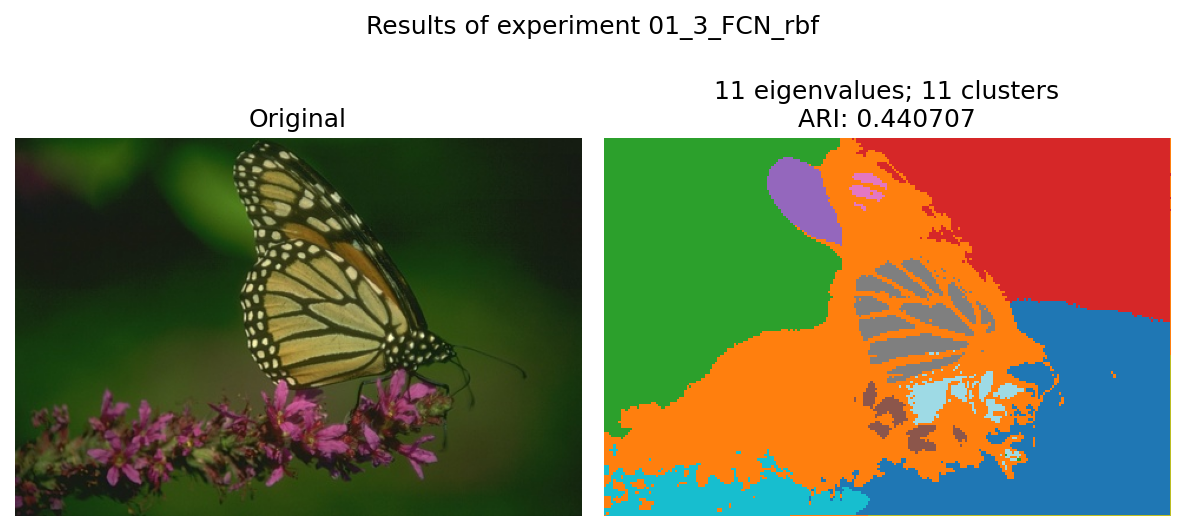 Results of experiment 01_3_FCN_rbf
Original
11 eigenvalues; 11 clusters
ARI: 0.440707